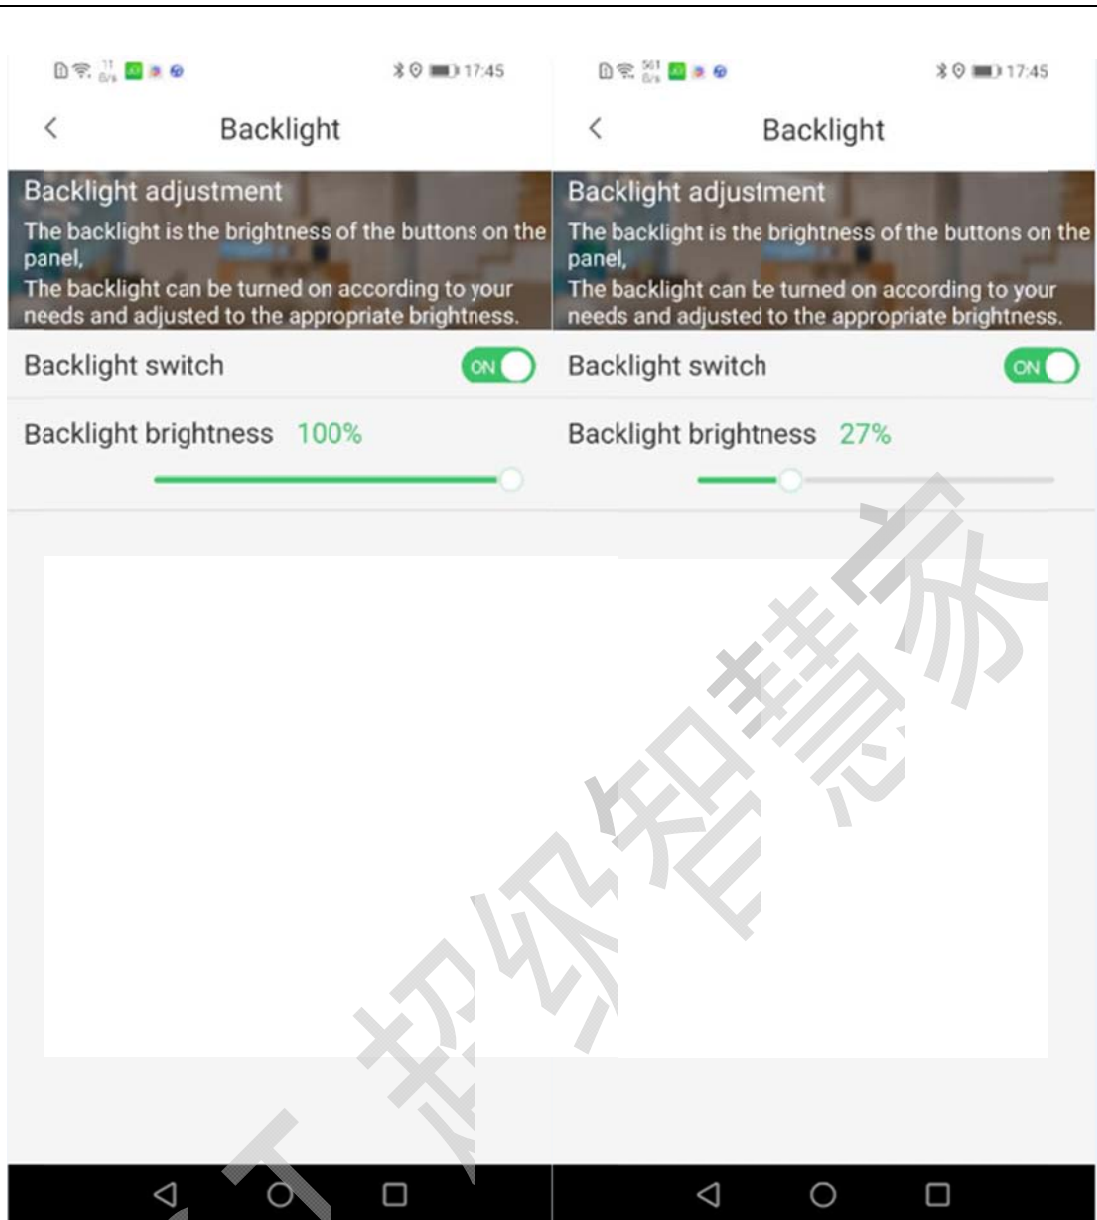 11 B/s 17:45
Backlight
Backlight adjustment
The backlight is the brightness of the buttons on the
panel,
The backlight can be turned on according to your
needs and adjusted to the appropriate brightness.
Backlight switch ON
Backlight brightness 100%
561 B/s 17:45
Backlight
Backlight adjustment
The backlight is the brightness of the buttons on the
panel,
The backlight can be turned on according to your
needs and adjusted to the appropriate brightness.
Backlight switch ON
Backlight brightness 27%
超级智慧家